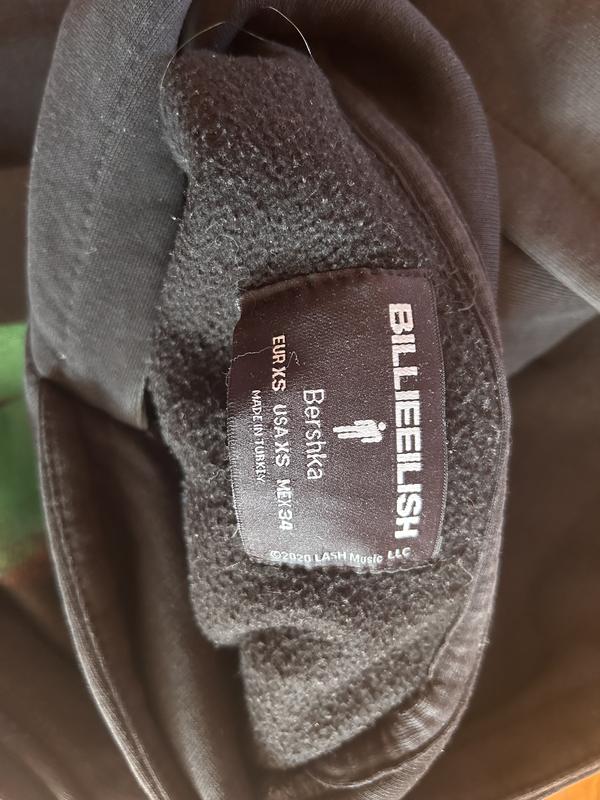 BILLIEEILISH
Bershka
EUR XS USA XS MEX 34
MADE IN TURKEY
©2020 LASH Music LLC